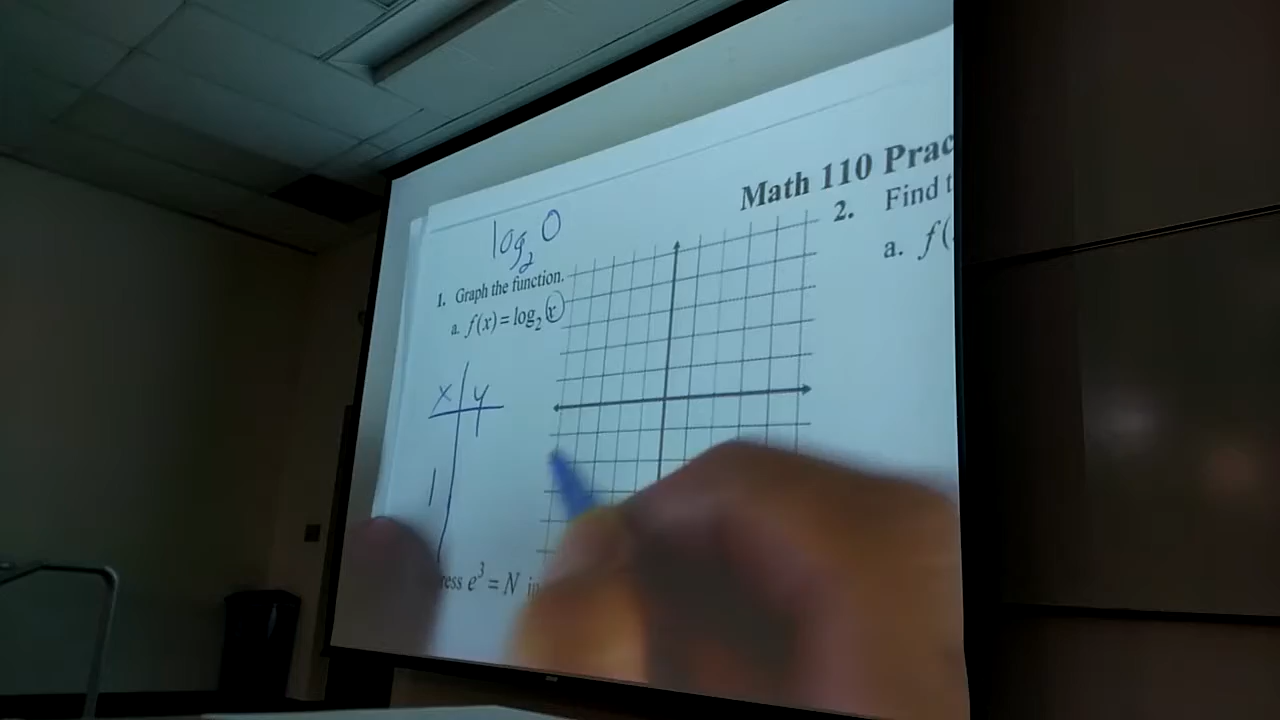 Math 110 Prac
log₂ 0
1. Graph the function.
a. f(x) = log₂(x)
x y
1
ress e³ = N in
2. Find t
a. f(